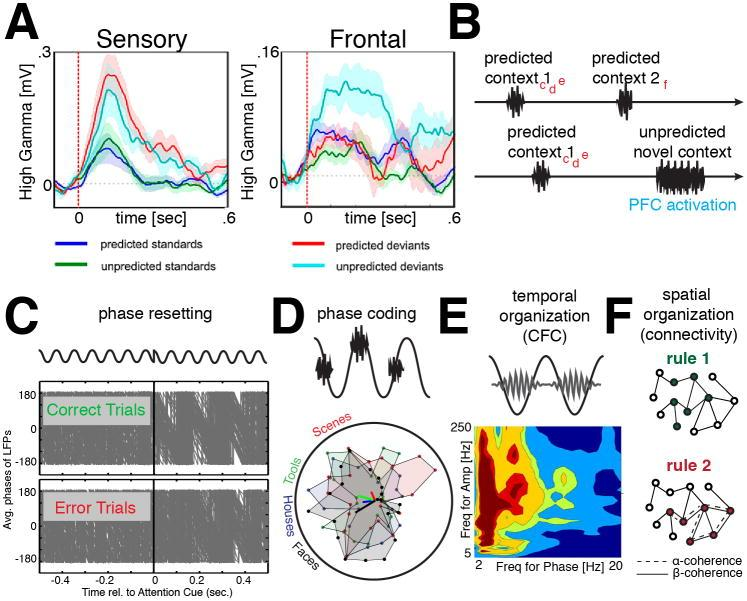 A
Sensory
Frontal
.3
High Gamma [mV]
0
0
time [sec]
.6
.16
High Gamma [mV]
0
0
time [sec]
.6
predicted standards
unpredicted standards
predicted deviants
unpredicted deviants
B
predicted
context 1
c d e
predicted
context 2
f
predicted
context 1
c d e
unpredicted
novel context
PFC activation
C
phase resetting
180
0
-180
Correct Trials
180
0
-180
Error Trials
Avg. phases of LFPs
-0.4 -0.2 0 0.2 0.4
Time rel. to Attention Cue (sec.)
D
phase coding
Scenes
Tools
Houses
Faces
E
temporal
organization
(CFC)
250
Freq for Amp [Hz]
5
2 Freq for Phase [Hz] 20
F
spatial
organization
(connectivity)
rule 1
rule 2
α-coherence
β-coherence